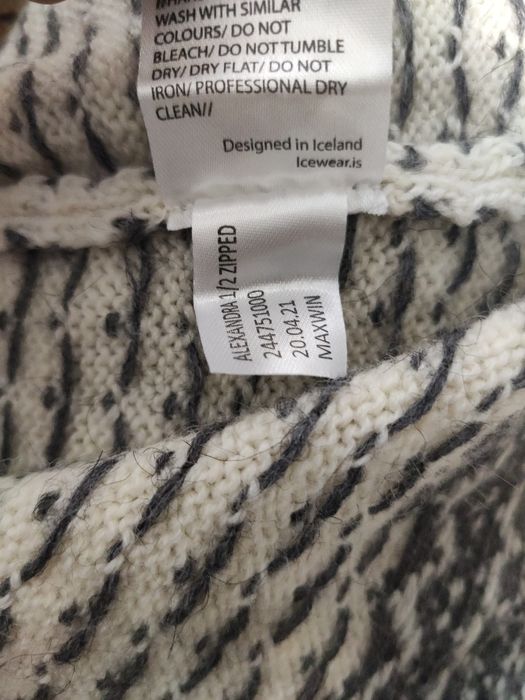 WASH WITH SIMILAR
COLOURS/ DO NOT
BLEACH/ DO NOT TUMBLE
DRY/ DRY FLAT/ DO NOT
IRON/ PROFESSIONAL DRY
CLEAN//
Designed in Iceland
Icewear.is
ALEXANDRA 1/2 ZIPPED
244751000
20.04.21
MAXWIN